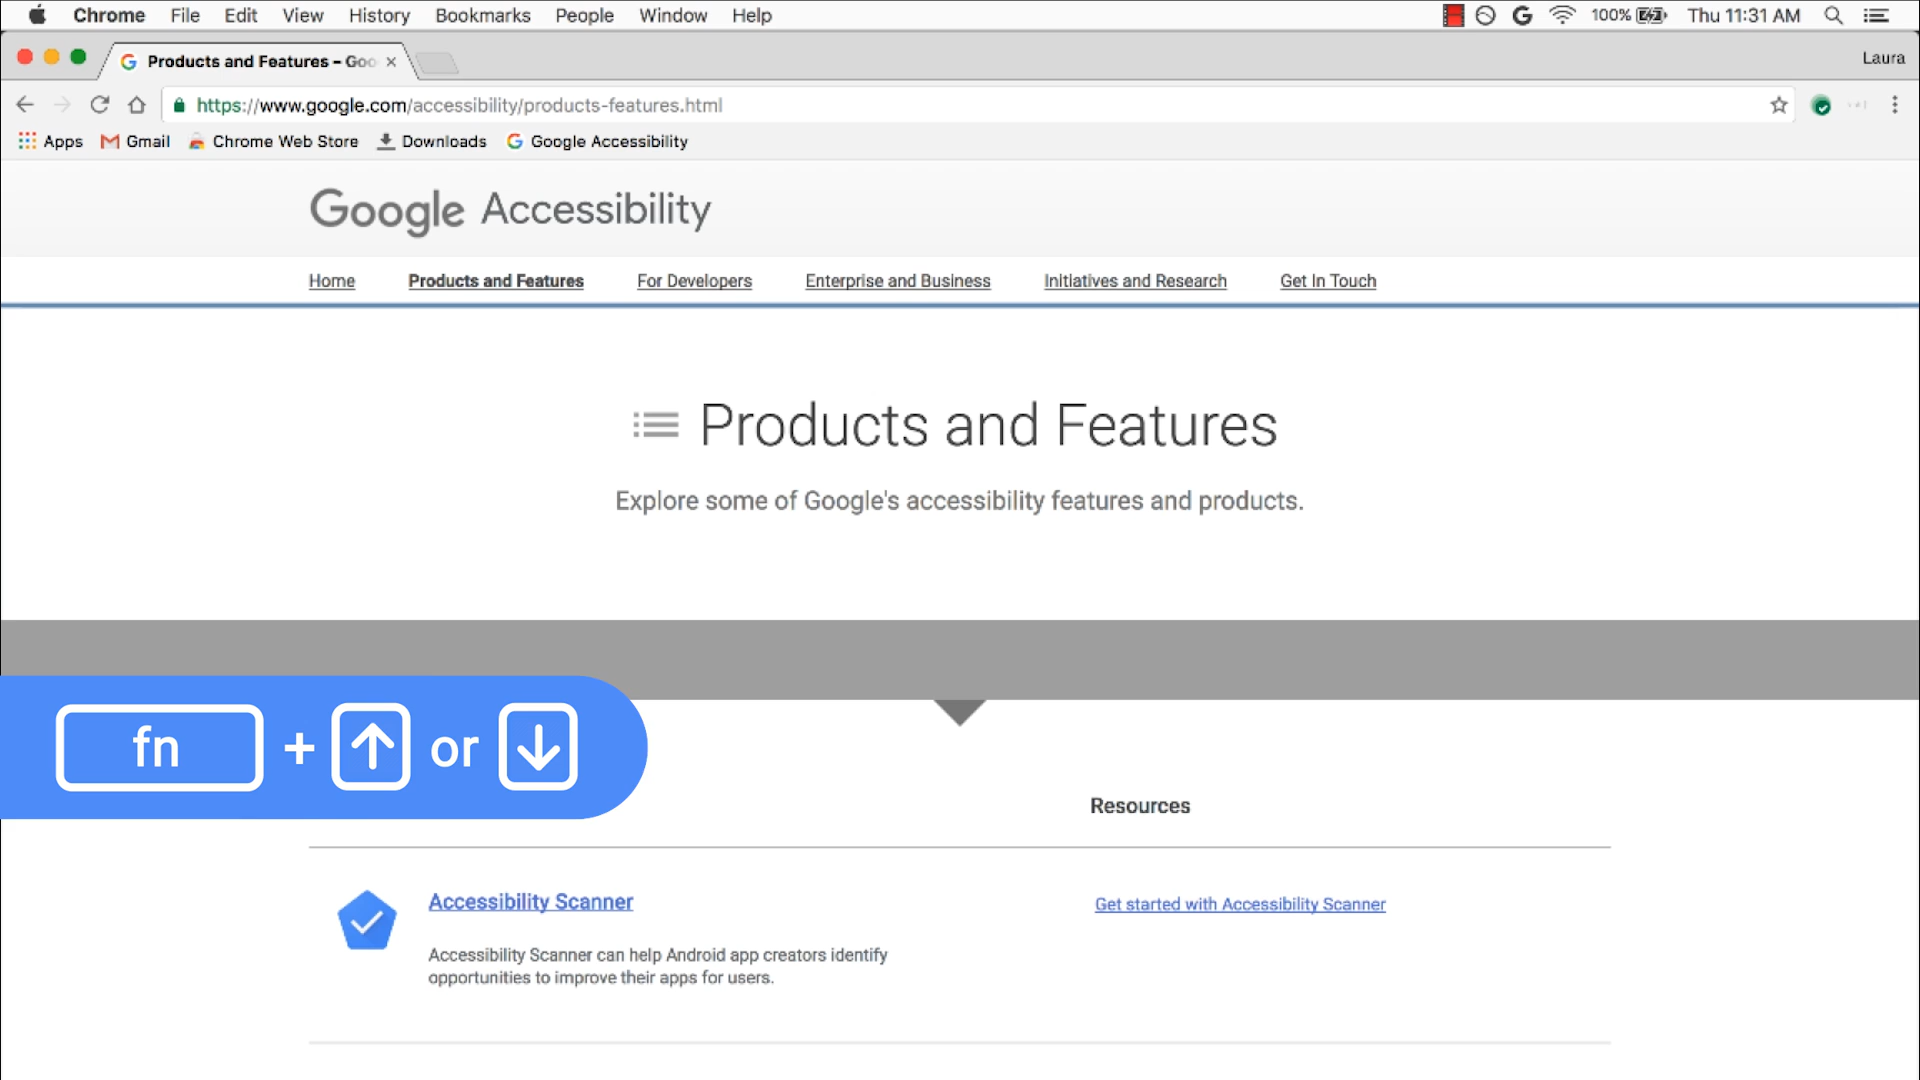 Chrome File Edit View History Bookmarks People Window Help 100% Thu 11:31 AM
Products and Features – Goo Laura
https://www.google.com/accessibility/products-features.html
Apps Gmail Chrome Web Store Downloads Google Accessibility
Google Accessibility
Home Products and Features For Developers Enterprise and Business Initiatives and Research Get In Touch
Products and Features
Explore some of Google's accessibility features and products.
fn + ↑ or ↓
Resources
Accessibility Scanner Get started with Accessibility Scanner
Accessibility Scanner can help Android app creators identify
opportunities to improve their apps for users.